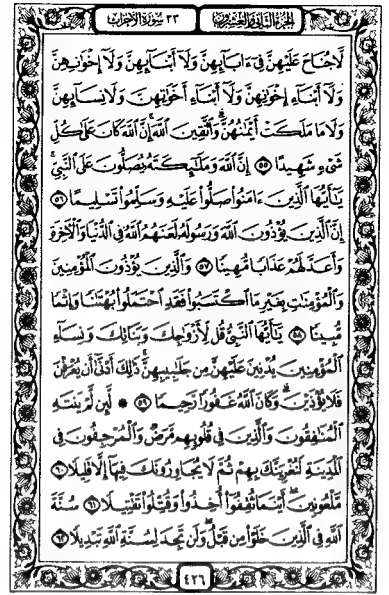 الجزء الثاني والعشرون ٣٣ سورة الأحزاب
لَّا جُنَاحَ عَلَيْهِنَّ فِىٓ ءَابَآئِهِنَّ وَلَآ أَبْنَآئِهِنَّ وَلَآ إِخْوَٰنِهِنَّ
وَلَآ أَبْنَآءِ إِخْوَٰنِهِنَّ وَلَآ أَبْنَآءِ أَخَوَٰتِهِنَّ وَلَا نِسَآئِهِنَّ
وَلَا مَا مَلَكَتْ أَيْمَٰنُهُنَّ ۗ وَٱتَّقِينَ ٱللَّهَ ۚ إِنَّ ٱللَّهَ كَانَ عَلَىٰ كُلِّ
شَىْءٍ شَهِيدًا ٥٥ إِنَّ ٱللَّهَ وَمَلَٰٓئِكَتَهُۥ يُصَلُّونَ عَلَى ٱلنَّبِىِّ ۚ
يَٰٓأَيُّهَا ٱلَّذِينَ ءَامَنُوا۟ صَلُّوا۟ عَلَيْهِ وَسَلِّمُوا۟ تَسْلِيمًا ٥٦
إِنَّ ٱلَّذِينَ يُؤْذُونَ ٱللَّهَ وَرَسُولَهُۥ لَعَنَهُمُ ٱللَّهُ فِى ٱلدُّنْيَا وَٱلْءَاخِرَةِ
وَأَعَدَّ لَهُمْ عَذَابًا مُّهِينًا ٥٧ وَٱلَّذِينَ يُؤْذُونَ ٱلْمُؤْمِنِينَ
وَٱلْمُؤْمِنَٰتِ بِغَيْرِ مَا ٱكْتَسَبُوا۟ فَقَدِ ٱحْتَمَلُوا۟ بُهْتَٰنًا وَإِثْمًا
مُّبِينًا ٥٨ يَٰٓأَيُّهَا ٱلنَّبِىُّ قُل لِّأَزْوَٰجِكَ وَبَنَاتِكَ وَنِسَآءِ
ٱلْمُؤْمِنِينَ يُدْنِينَ عَلَيْهِنَّ مِن جَلَٰبِيبِهِنَّ ۚ ذَٰلِكَ أَدْنَىٰٓ أَن يُعْرَفْنَ
فَلَا يُؤْذَيْنَ ۗ وَكَانَ ٱللَّهُ غَفُورًا رَّحِيمًا ٥٩ ۞ لَّئِن لَّمْ يَنتَهِ
ٱلْمُنَٰفِقُونَ وَٱلَّذِينَ فِى قُلُوبِهِم مَّرَضٌ وَٱلْمُرْجِفُونَ فِى
ٱلْمَدِينَةِ لَنُغْرِيَنَّكَ بِهِمْ ثُمَّ لَا يُجَاوِرُونَكَ فِيهَآ إِلَّا قَلِيلًا ٦٠
مَّلْعُونِينَ ۖ أَيْنَمَا ثُقِفُوٓا۟ أُخِذُوا۟ وَقُتِّلُوا۟ تَقْتِيلًا ٦١ سُنَّةَ
ٱللَّهِ فِى ٱلَّذِينَ خَلَوْا۟ مِن قَبْلُ ۖ وَلَن تَجِدَ لِسُنَّةِ ٱللَّهِ تَبْدِيلًا ٦٢
٤٢٦